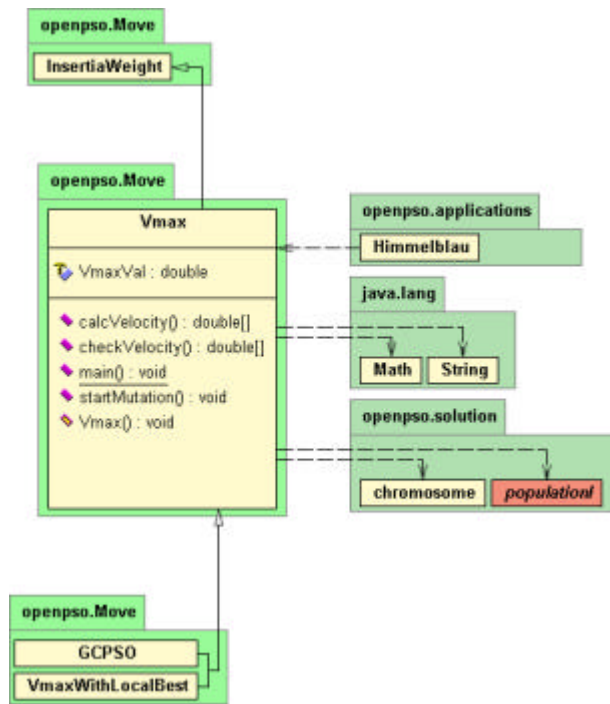 openpso.Move
InsertiaWeight
openpso.Move
Vmax
VmaxVal : double
calcVelocity() : double[]
checkVelocity() : double[]
main() : void
startMutation() : void
Vmax() : void
openpso.applications
Himmelblau
java.lang
Math String
openpso.solution
chromosome populationI
openpso.Move
GCPSO
VmaxWithLocalBest